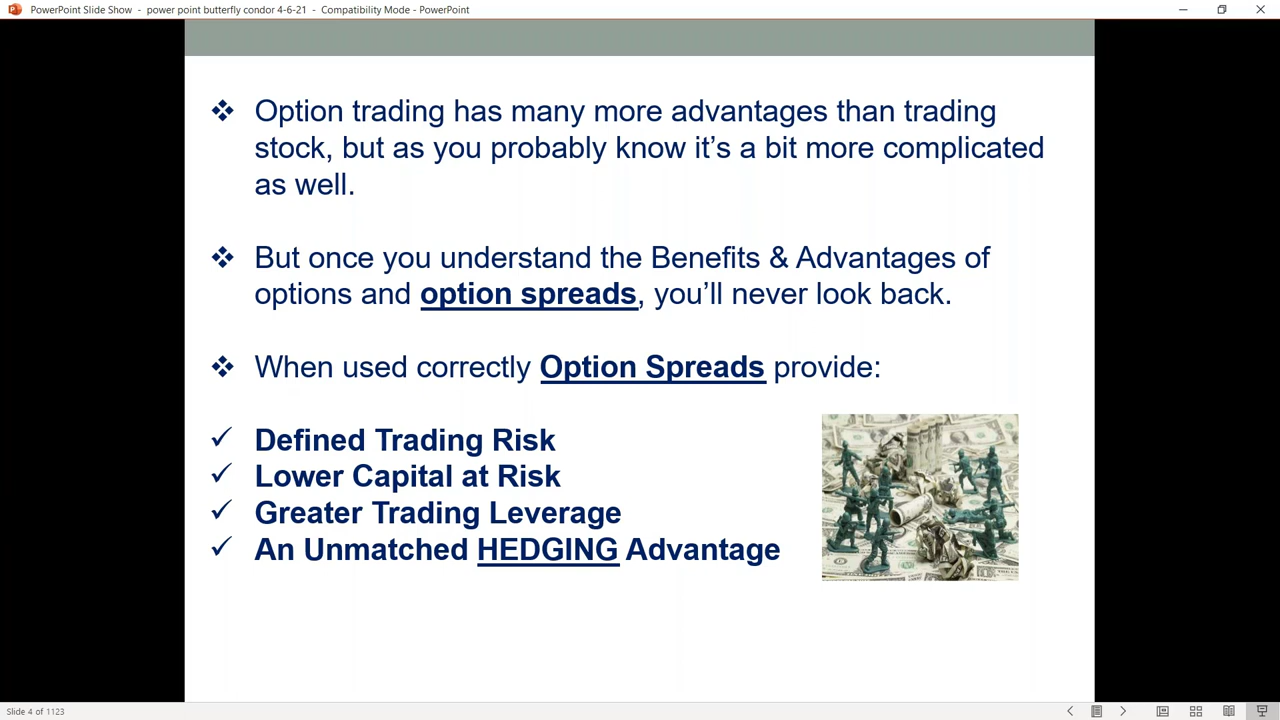 PowerPoint Slide Show - power point butterfly condor 4-6-21 - Compatibility Mode - PowerPoint
❖ Option trading has many more advantages than trading
stock, but as you probably know it’s a bit more complicated
as well.
❖ But once you understand the Benefits & Advantages of
options and option spreads, you’ll never look back.
❖ When used correctly Option Spreads provide:
✓ Defined Trading Risk
✓ Lower Capital at Risk
✓ Greater Trading Leverage
✓ An Unmatched HEDGING Advantage
Slide 4 of 1123